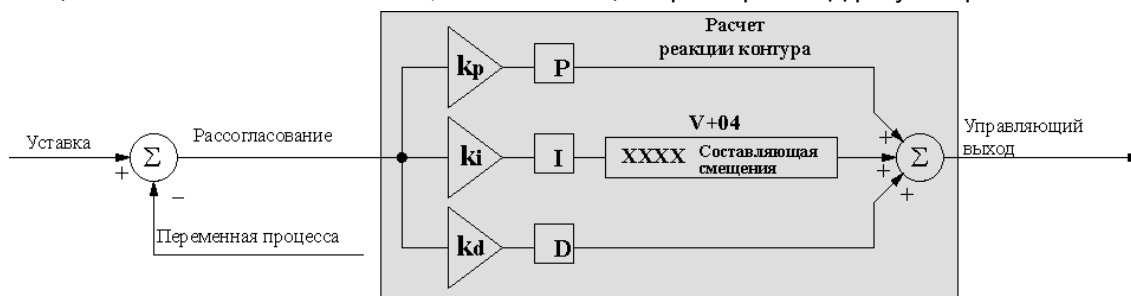 Расчет
реакции контура
kp P
V+04
Уставка
Рассогласование
Управляющий
выход
Σ
ki I
XXXX Составляющая
смещения
Σ
+
+
+
+
−
Переменная процесса
kd D